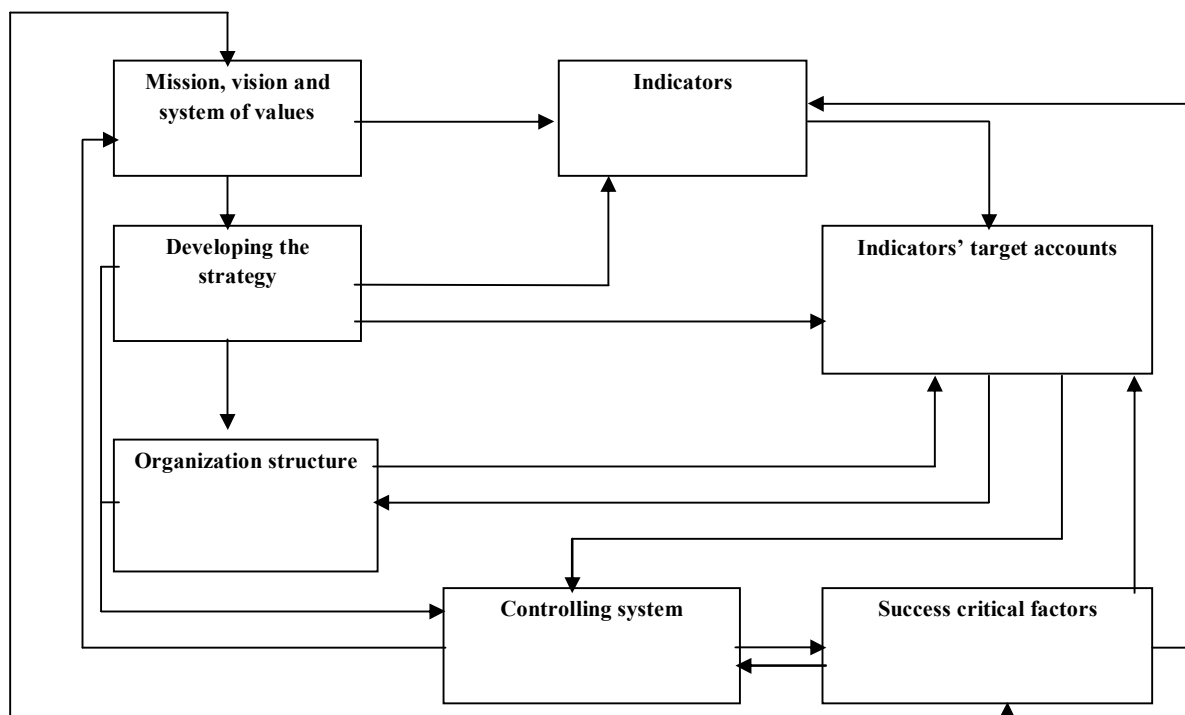 Mission, vision and
system of values
Indicators
Developing the
strategy
Indicators’ target accounts
Organization structure
Controlling system
Success critical factors